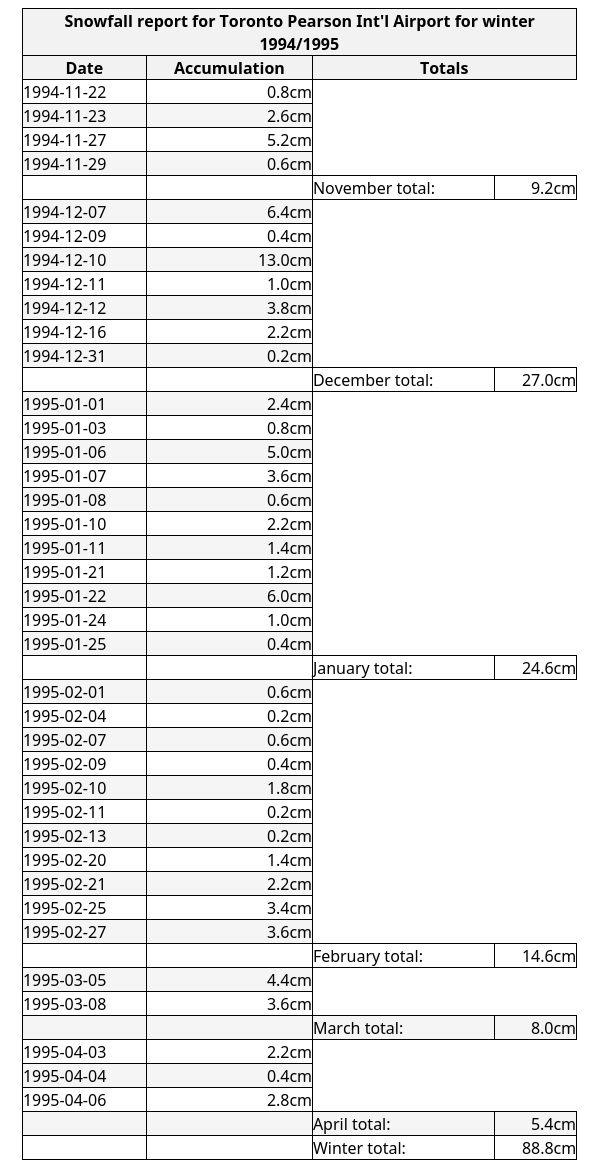 Snowfall report for Toronto Pearson Int'l Airport for winter
1994/1995
Date Accumulation Totals
1994-11-22 0.8cm
1994-11-23 2.6cm
1994-11-27 5.2cm
1994-11-29 0.6cm
November total: 9.2cm
1994-12-07 6.4cm
1994-12-09 0.4cm
1994-12-10 13.0cm
1994-12-11 1.0cm
1994-12-12 3.8cm
1994-12-16 2.2cm
1994-12-31 0.2cm
December total: 27.0cm
1995-01-01 2.4cm
1995-01-03 0.8cm
1995-01-06 5.0cm
1995-01-07 3.6cm
1995-01-08 0.6cm
1995-01-10 2.2cm
1995-01-11 1.4cm
1995-01-21 1.2cm
1995-01-22 6.0cm
1995-01-24 1.0cm
1995-01-25 0.4cm
January total: 24.6cm
1995-02-01 0.6cm
1995-02-04 0.2cm
1995-02-07 0.6cm
1995-02-09 0.4cm
1995-02-10 1.8cm
1995-02-11 0.2cm
1995-02-13 0.2cm
1995-02-20 1.4cm
1995-02-21 2.2cm
1995-02-25 3.4cm
1995-02-27 3.6cm
February total: 14.6cm
1995-03-05 4.4cm
1995-03-08 3.6cm
March total: 8.0cm
1995-04-03 2.2cm
1995-04-04 0.4cm
1995-04-06 2.8cm
April total: 5.4cm
Winter total: 88.8cm